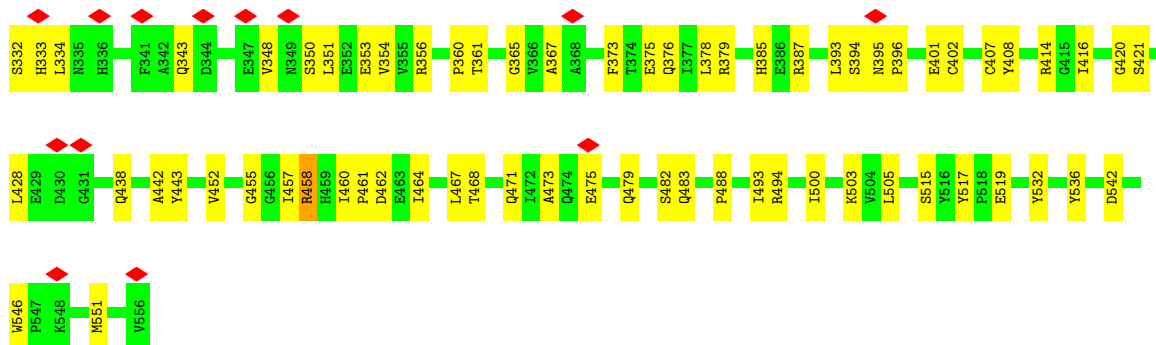 S332 H333 L334 N335 H336 F341 A342 Q343 D344 E347 V348 N349 S350 L351 E352 E353 V354 V355 R356 P360 T361 G365 V366 A367 A368 F373 T374 E375 Q376 I377 L378 R379 H385 E386 R387 L393 S394 N395 P396 E401 C402 C407 Y408 R414 G415 I416 G420 S421
L428 E429 D430 G431 Q438 A442 Y443 V452 G455 G456 I457 R458 H459 I460 P461 D462 E463 I464 L467 T468 Q471 I472 A473 Q474 E475 Q479 S482 Q483 P488 I493 R494 I500 K503 V504 L505 S515 Y516 Y517 P518 E519 Y532 Y536 D542
W546 P547 K548 M551 V556